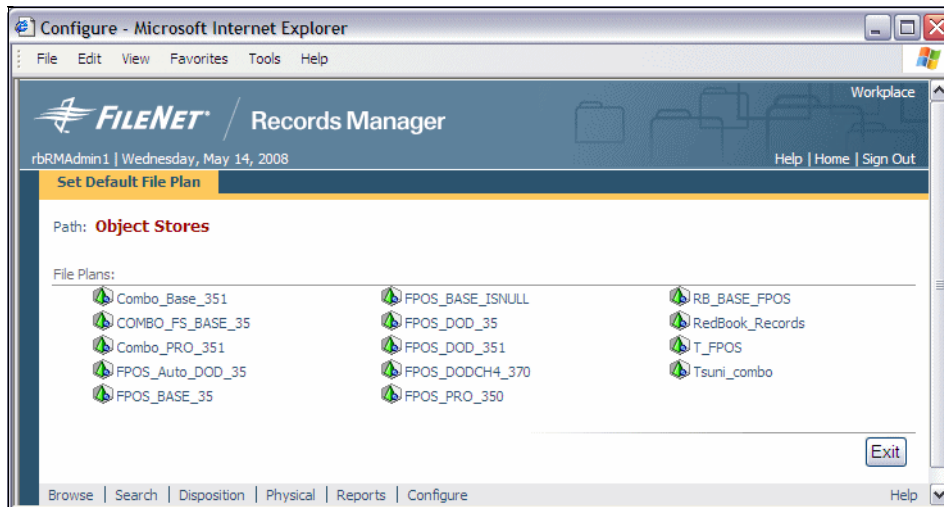 Configure - Microsoft Internet Explorer
File Edit View Favorites Tools Help
Workplace
FILENET Records Manager
rbRMAdmin1 | Wednesday, May 14, 2008 Help | Home | Sign Out
Set Default File Plan
Path: Object Stores
File Plans:
Combo_Base_351 FPOS_BASE_ISNULL RB_BASE_FPOS
COMBO_FS_BASE_35 FPOS_DOD_35 RedBook_Records
Combo_PRO_351 FPOS_DOD_351 T_FPOS
FPOS_Auto_DOD_35 FPOS_DODCH4_370 Tsuni_combo
FPOS_BASE_35 FPOS_PRO_350
Exit
Browse | Search | Disposition | Physical | Reports | Configure Help